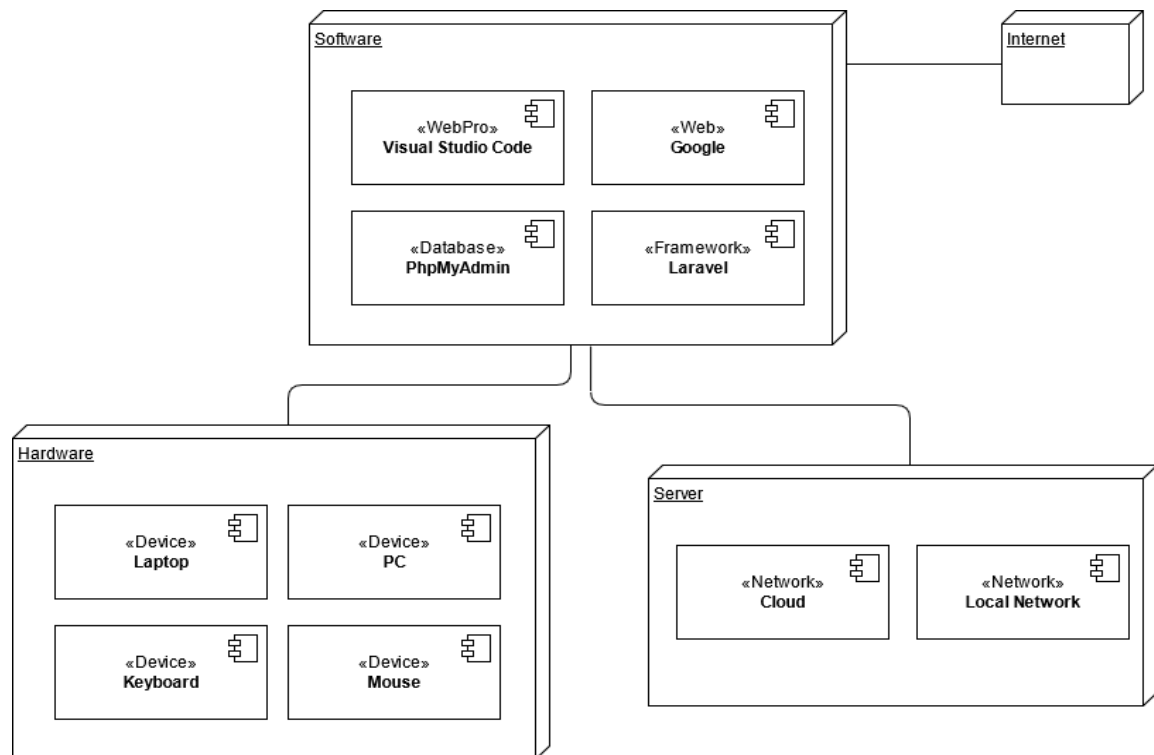 Software
Internet
«WebPro»
Visual Studio Code
«Web»
Google
«Database»
PhpMyAdmin
«Framework»
Laravel
Hardware
«Device»
Laptop
«Device»
PC
«Device»
Keyboard
«Device»
Mouse
Server
«Network»
Cloud
«Network»
Local Network